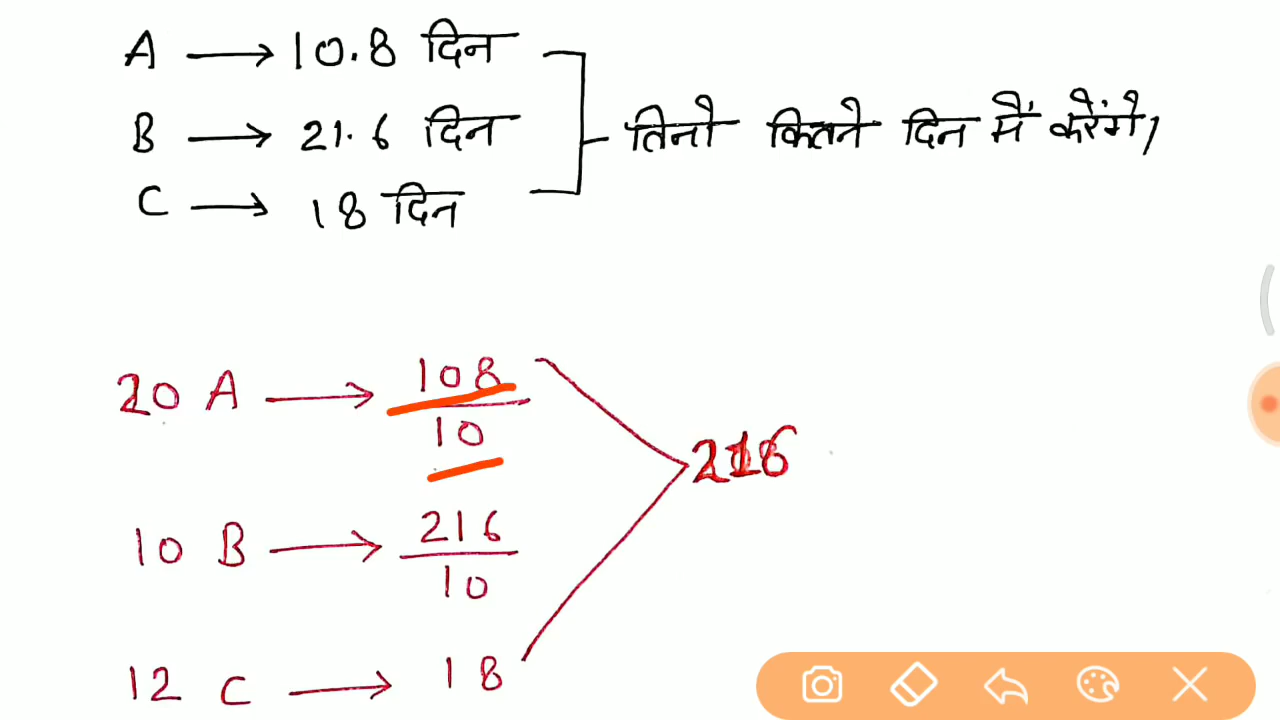 A → 10.8 दिन
B → 21.6 दिन
C → 18 दिन
तिनो कितने दिन में करेंगे।
20 A → 108/10
216
10 B → 216/10
12 C → 18